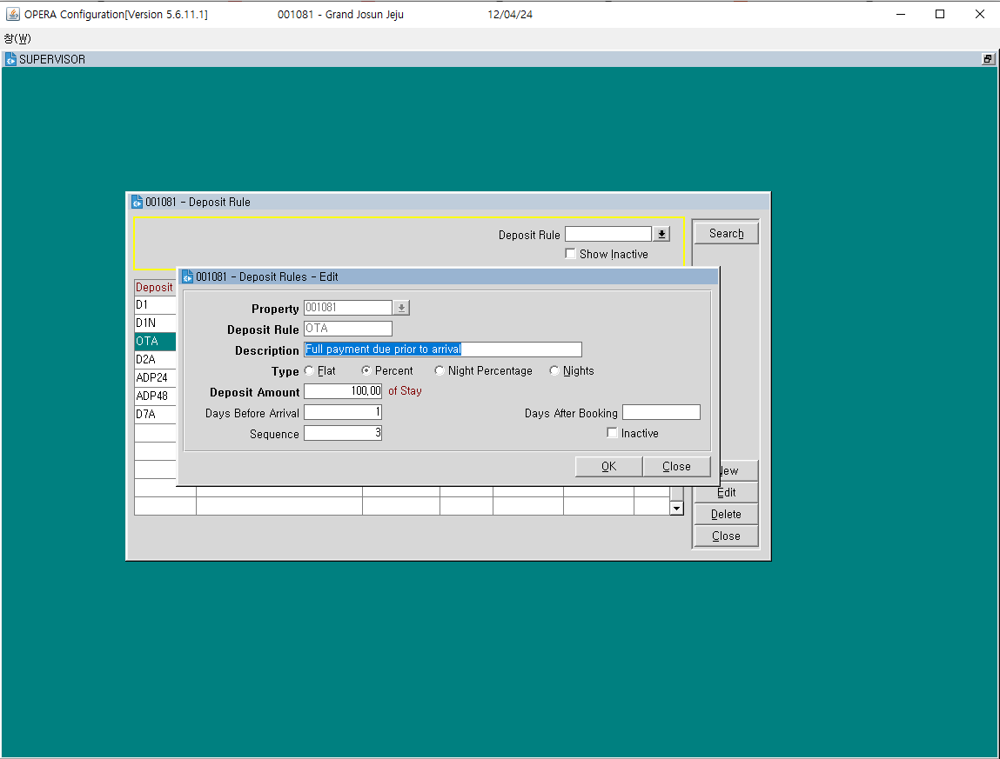 OPERA Configuration[Version 5.6.11.1] 001081 - Grand Josun Jeju 12/04/24
창(W)
SUPERVISOR
001081 - Deposit Rule
Deposit Rule
Search
Show Inactive
Deposit
D1
D1N
OTA
D2A
ADP24
ADP48
D7A
001081 - Deposit Rules - Edit
Property 001081
Deposit Rule OTA
Description Full payment due prior to arrival
Type Flat Percent Night Percentage Nights
Deposit Amount 100,00 of Stay
Days Before Arrival 1 Days After Booking
Sequence 3 Inactive
OK Close
Edit
Delete
Close